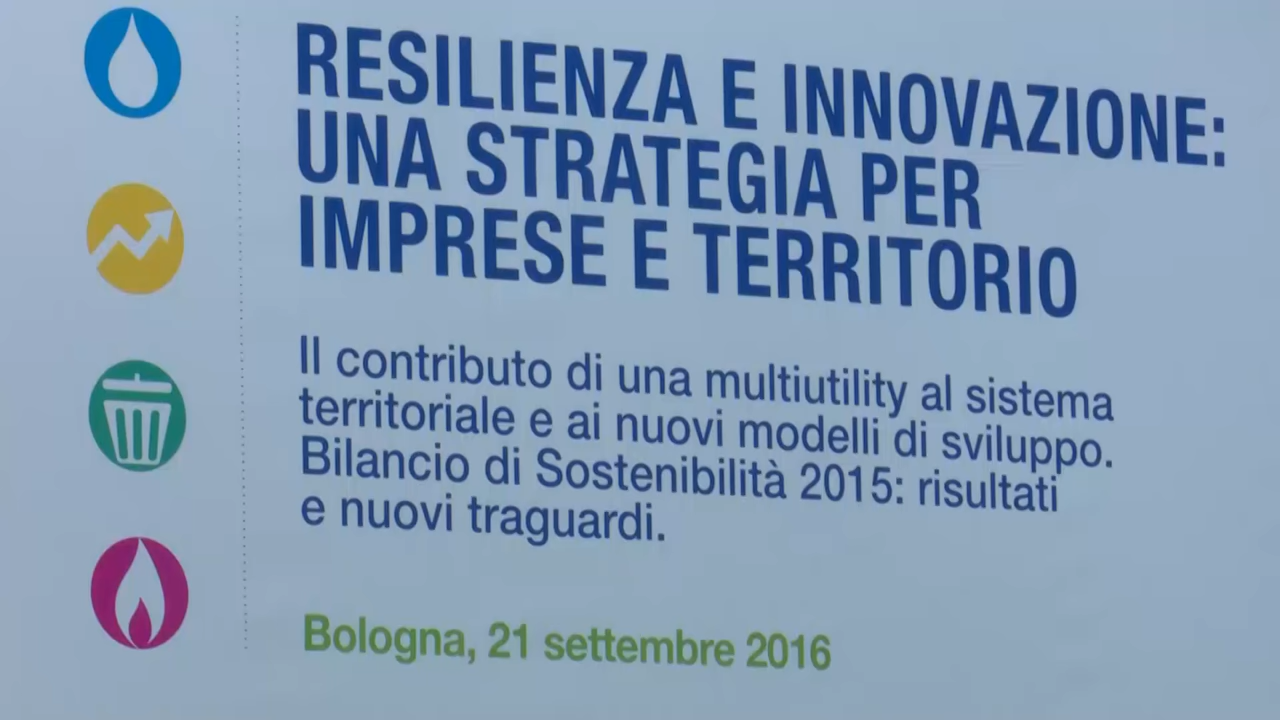 RESILIENZA E INNOVAZIONE:
UNA STRATEGIA PER
IMPRESE E TERRITORIO
Il contributo di una multiutility al sistema
territoriale e ai nuovi modelli di sviluppo.
Bilancio di Sostenibilità 2015: risultati
e nuovi traguardi.
Bologna, 21 settembre 2016